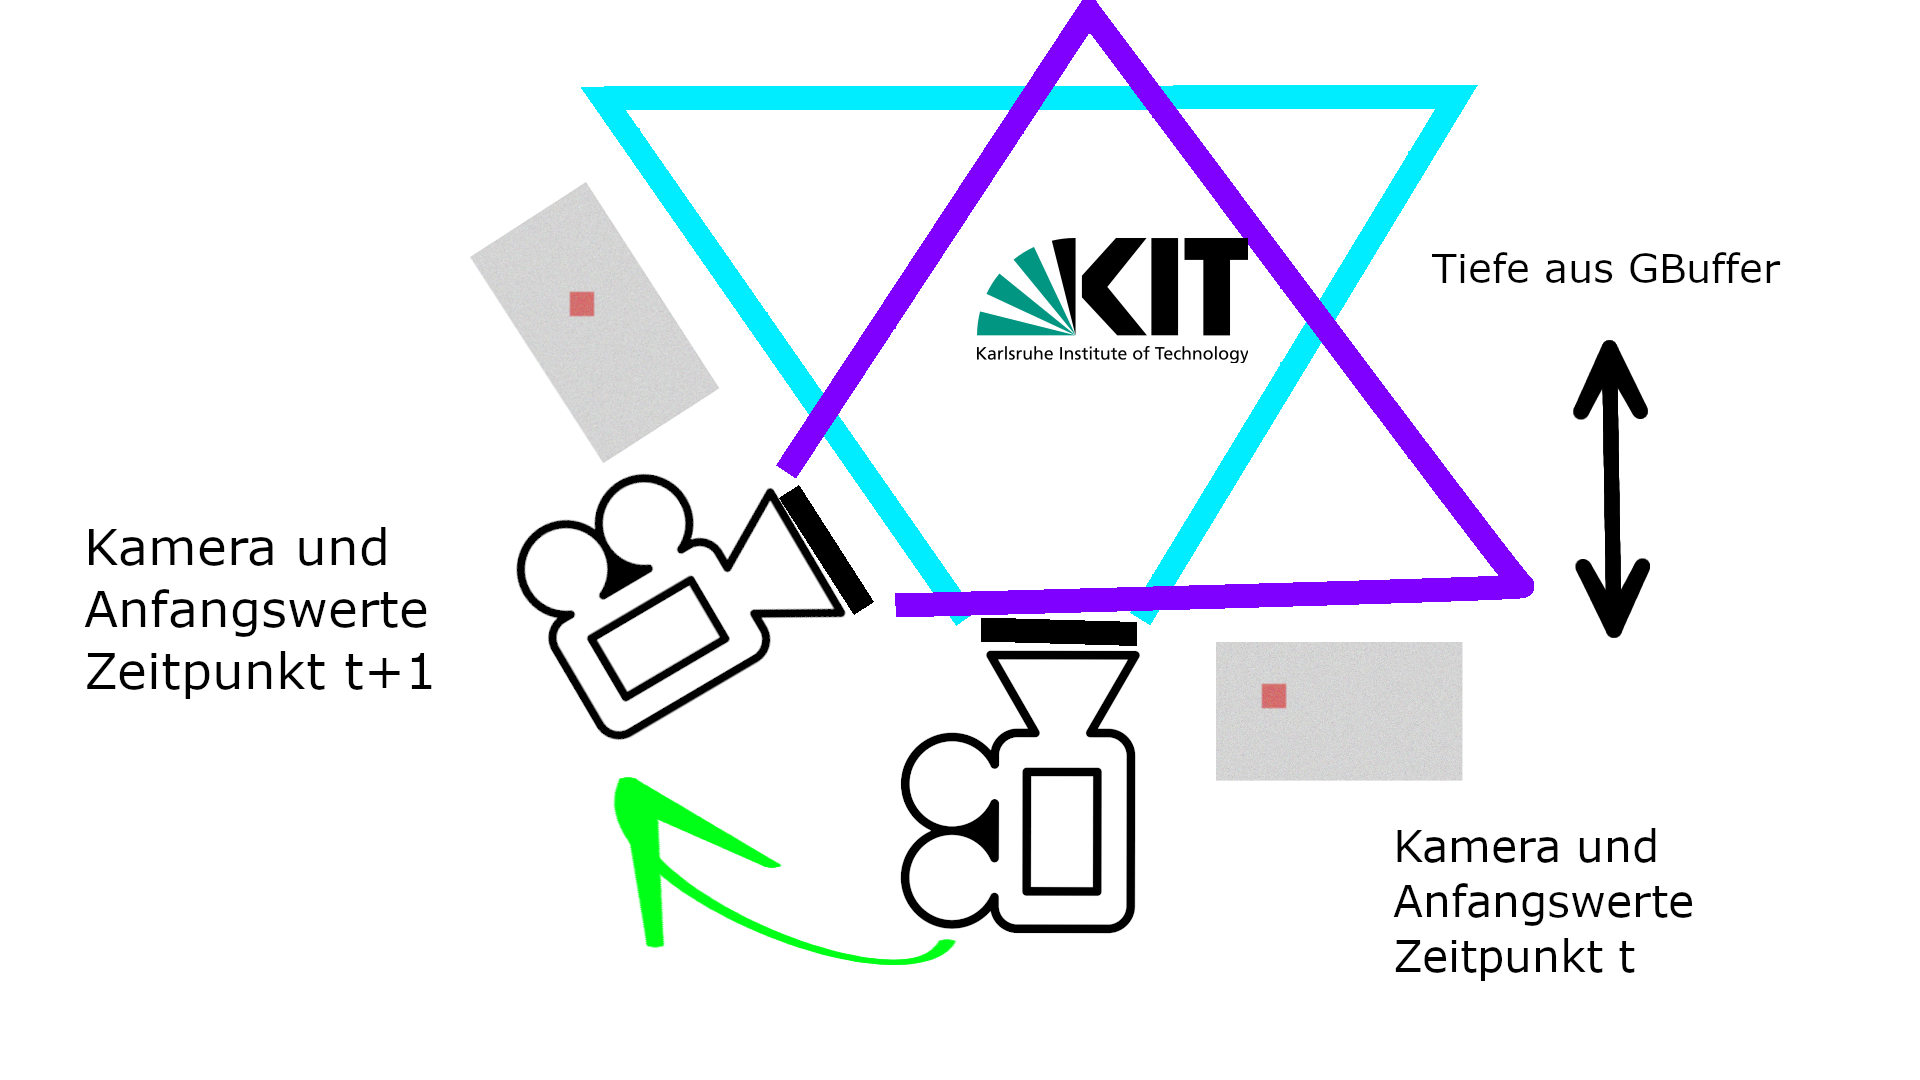 KIT
Karlsruhe Institute of Technology
Tiefe aus GBuffer
Kamera und
Anfangswerte
Zeitpunkt t+1
Kamera und
Anfangswerte
Zeitpunkt t